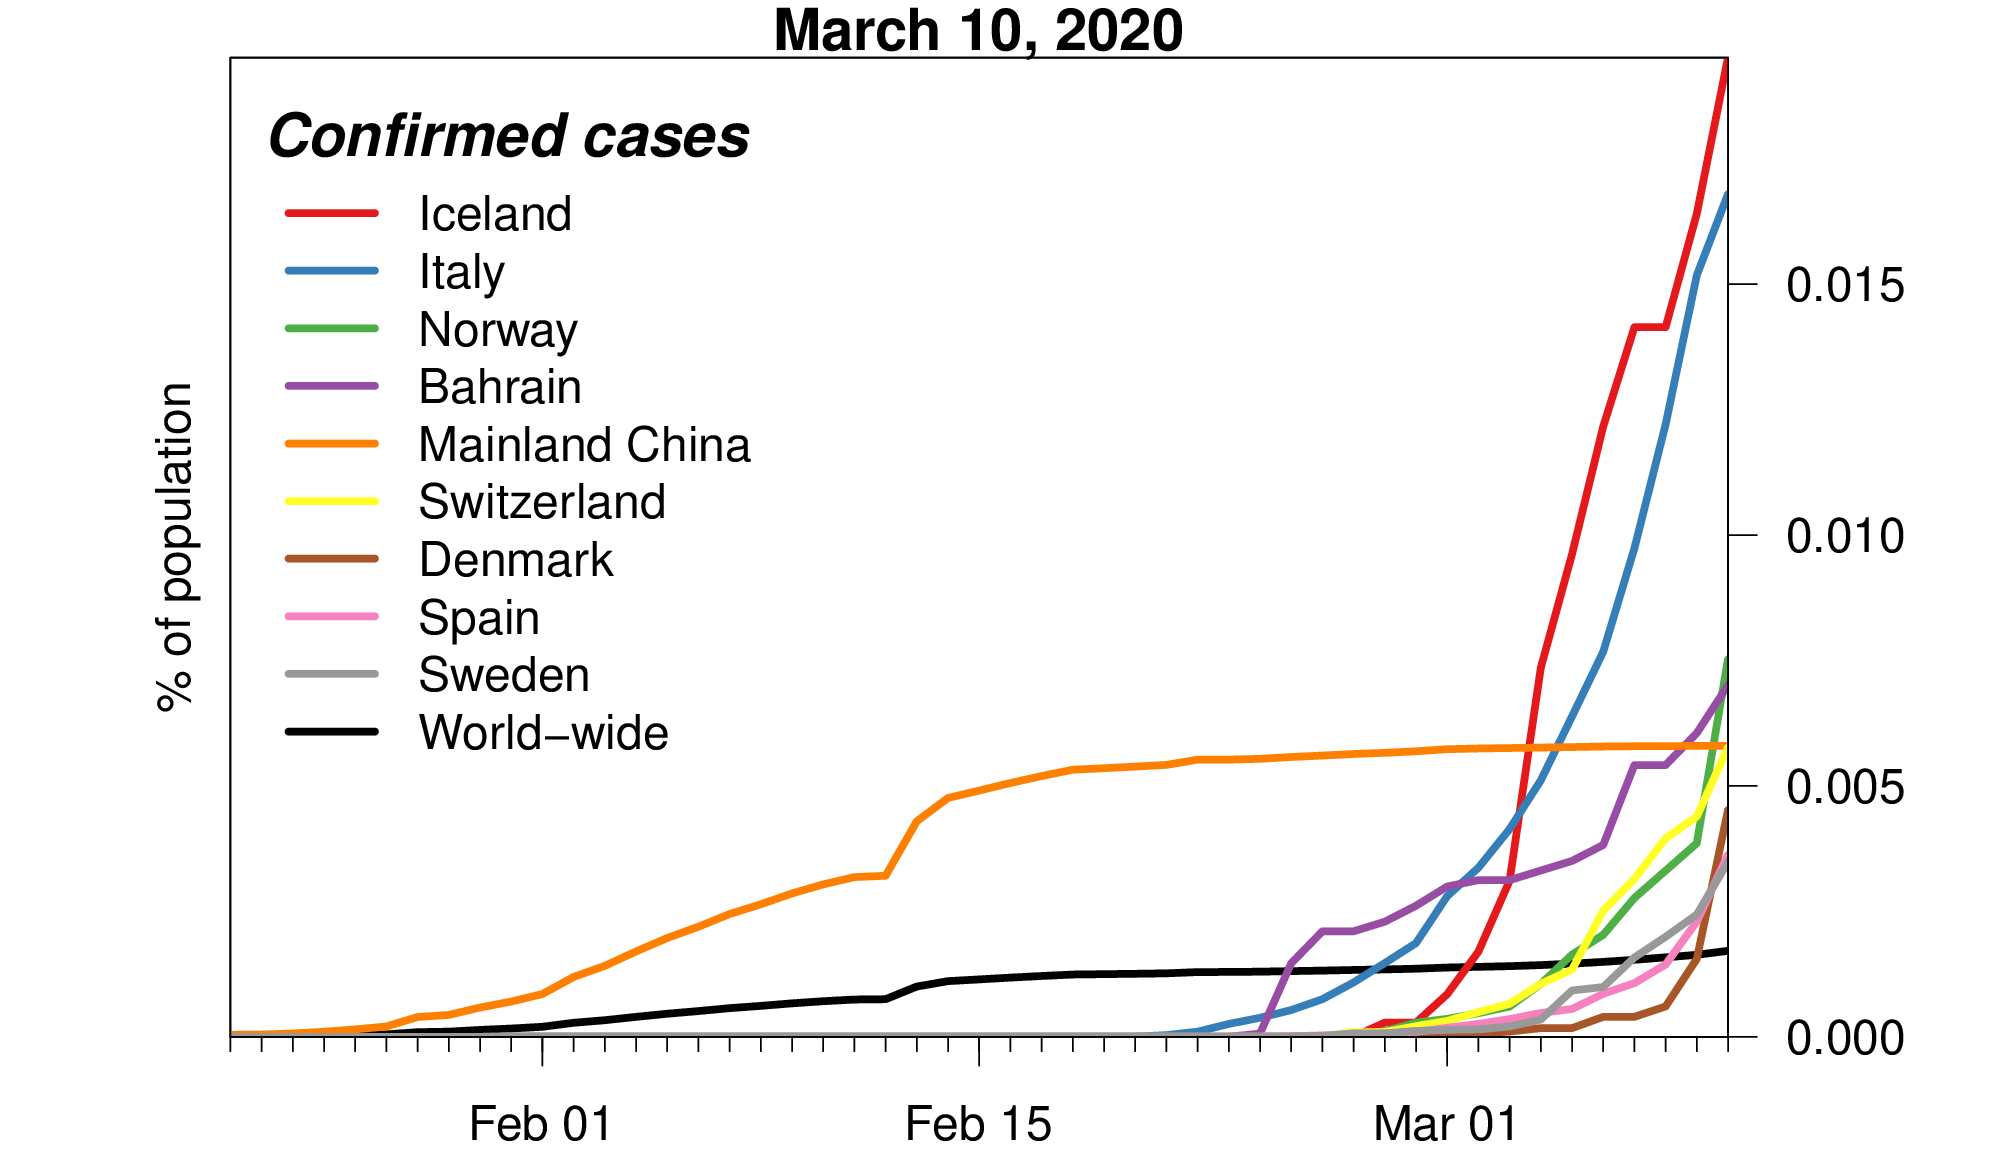 March 10, 2020
Confirmed cases
Iceland
Italy
Norway
Bahrain
Mainland China
Switzerland
Denmark
Spain
Sweden
World−wide
% of population
0.015
0.010
0.005
0.000
Feb 01
Feb 15
Mar 01